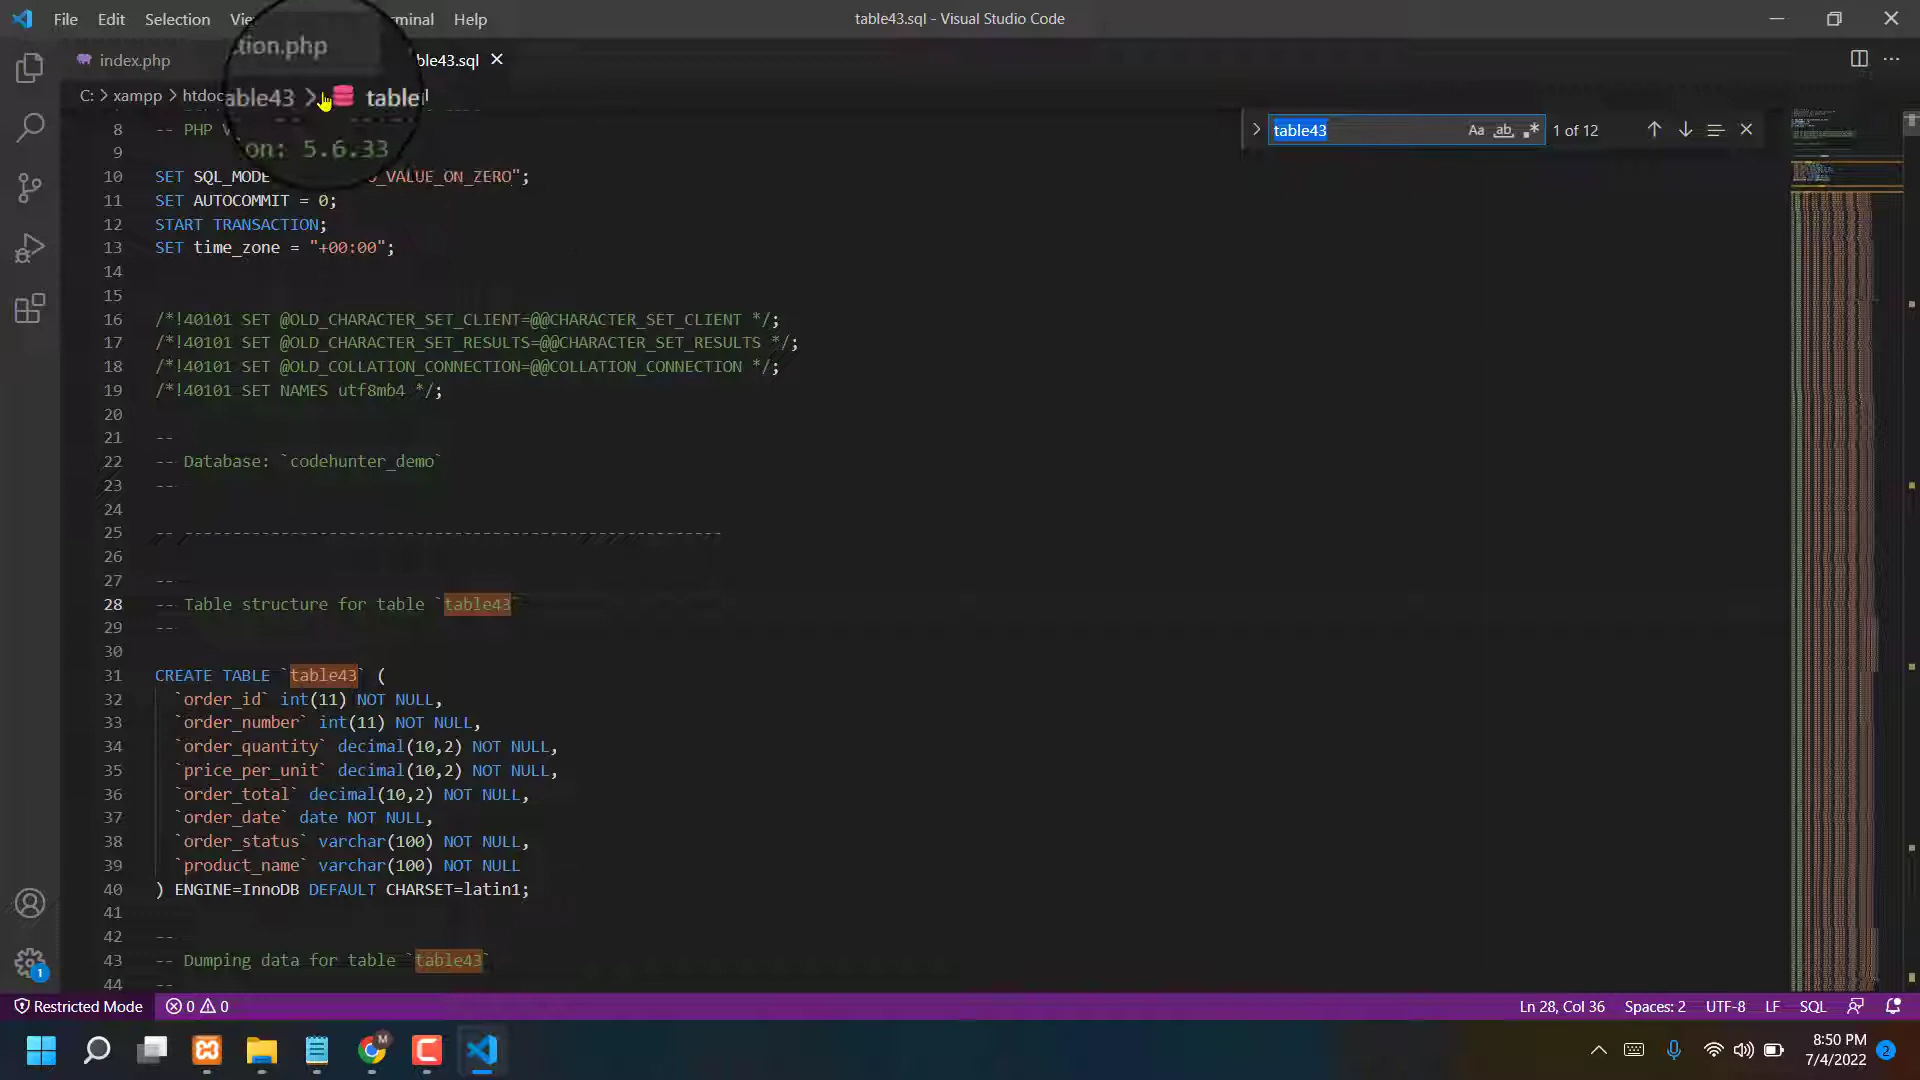 File Edit Selection Vie rminal Help
table43.sql - Visual Studio Code
index.php tion.php ble43.sql
C: > xampp > htdoc able43 > table l
8 -- PHP V on: 5.6.33
9
10 SET SQL_MODE O_VALUE_ON_ZERO";
11 SET AUTOCOMMIT = 0;
12 START TRANSACTION;
13 SET time_zone = "+00:00";
14
15
16 /*!40101 SET @OLD_CHARACTER_SET_CLIENT=@@CHARACTER_SET_CLIENT */;
17 /*!40101 SET @OLD_CHARACTER_SET_RESULTS=@@CHARACTER_SET_RESULTS */;
18 /*!40101 SET @OLD_COLLATION_CONNECTION=@@COLLATION_CONNECTION */;
19 /*!40101 SET NAMES utf8mb4 */;
20
21 --
22 -- Database: `codehunter_demo`
23 --
24
25 -- --------------------------------------------------------
26
27 --
28 -- Table structure for table `table43`
29 --
30
31 CREATE TABLE `table43` (
32 `order_id` int(11) NOT NULL,
33 `order_number` int(11) NOT NULL,
34 `order_quantity` decimal(10,2) NOT NULL,
35 `price_per_unit` decimal(10,2) NOT NULL,
36 `order_total` decimal(10,2) NOT NULL,
37 `order_date` date NOT NULL,
38 `order_status` varchar(100) NOT NULL,
39 `product_name` varchar(100) NOT NULL
40 ) ENGINE=InnoDB DEFAULT CHARSET=latin1;
41
42 --
43 -- Dumping data for table `table43`
44 --
table43 Aa ab .* 1 of 12
1
Restricted Mode 0 0
Ln 28, Col 36 Spaces: 2 UTF-8 LF SQL
M
8:50 PM
7/4/2022 2